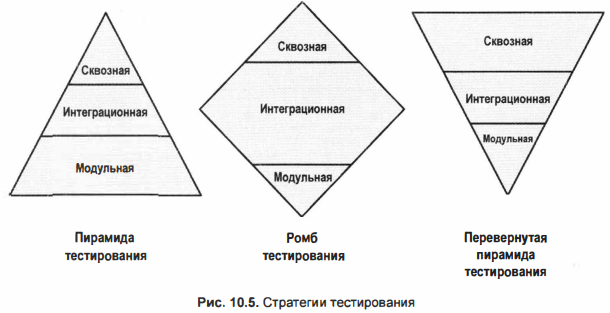 Сквозная
Интеграционная
Модульная
Пирамида
тестирования
Сквозная
Интеграционная
Модульная
Ромб
тестирования
Сквозная
Интеграционная
Модульная
Перевернутая
пирамида
тестирования
Рис. 10.5. Стратегии тестирования